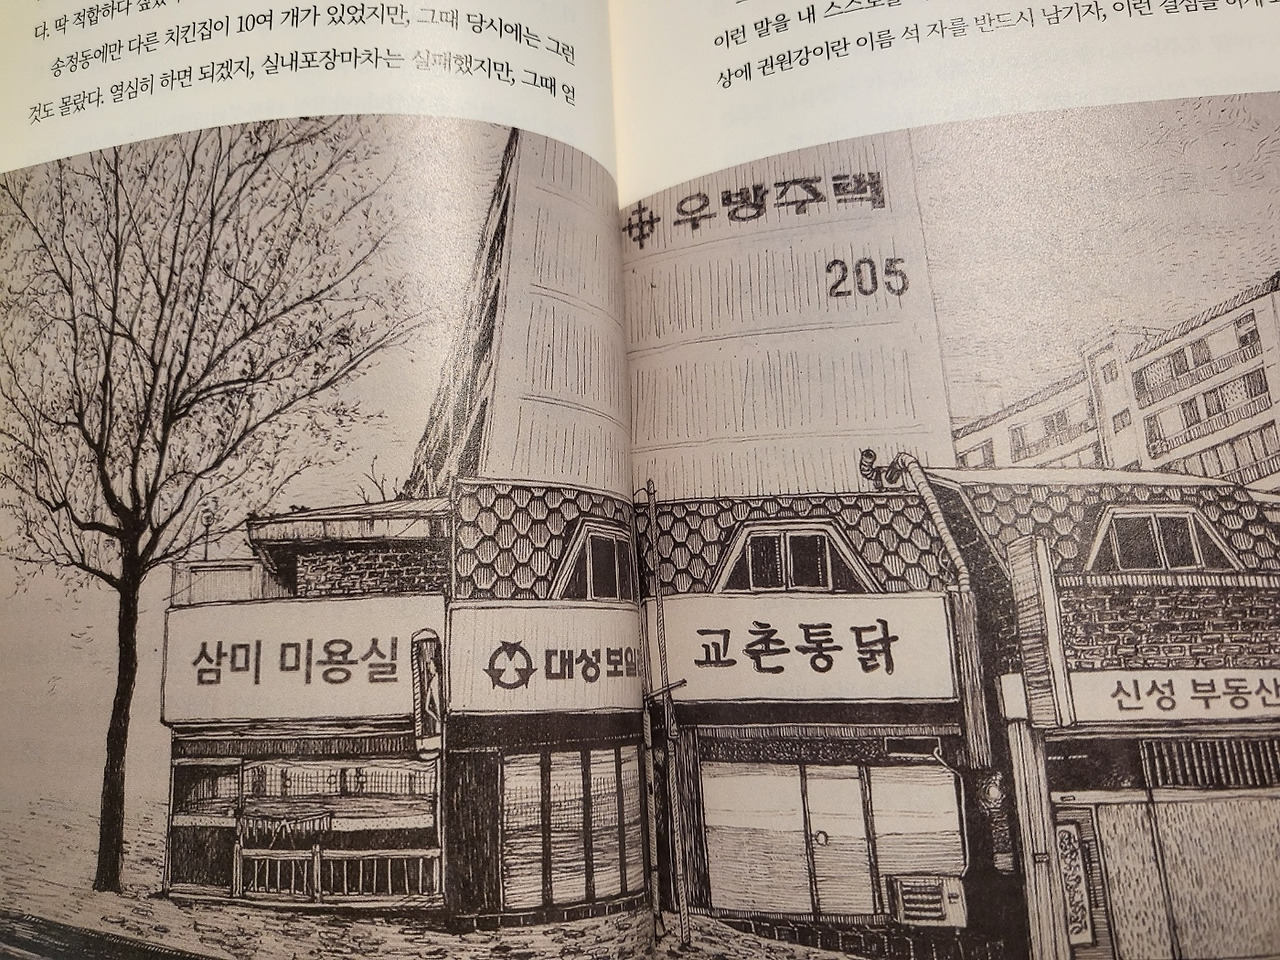 다. 딱 적합하다
송정동에만 다른 치킨집이 10여 개가 있었지만, 그때 당시에는 그런
것도 몰랐다. 열심히 하면 되겠지, 실내포장마차는 실패했지만, 그때 얻
이런 말을 내 스스로
상에 권원강이란 이름 석 자를 반드시 남기자, 이런 결심을 하게
우방주택
205
삼미 미용실
대성보일
교촌통닭
신성 부동산